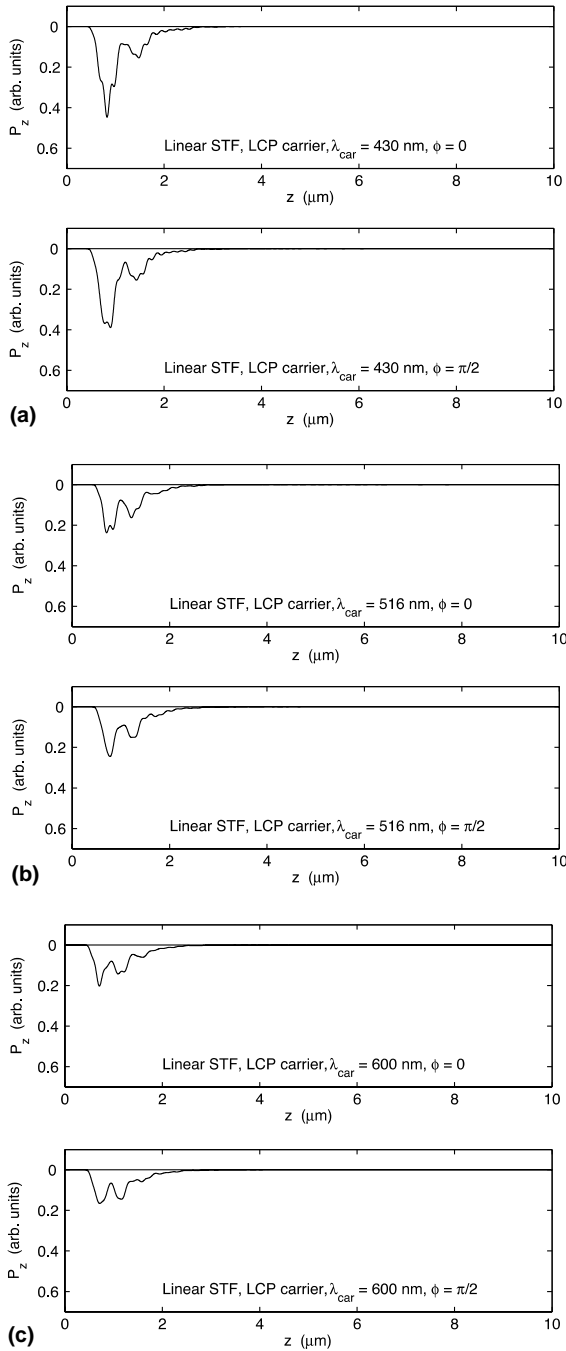 0
0.2
0.4
0.6
P_z (arb. units)
Linear STF, LCP carrier, λ_car = 430 nm, ϕ = 0
0 2 4 6 8 10
z (μm)
0
0.2
0.4
0.6
P_z (arb. units)
Linear STF, LCP carrier, λ_car = 430 nm, ϕ = π/2
0 2 4 6 8 10
z (μm)
(a)
0
0.2
0.4
0.6
P_z (arb. units)
Linear STF, LCP carrier, λ_car = 516 nm, ϕ = 0
0 2 4 6 8 10
z (μm)
0
0.2
0.4
0.6
P_z (arb. units)
Linear STF, LCP carrier, λ_car = 516 nm, ϕ = π/2
0 2 4 6 8 10
z (μm)
(b)
0
0.2
0.4
0.6
P_z (arb. units)
Linear STF, LCP carrier, λ_car = 600 nm, ϕ = 0
0 2 4 6 8 10
z (μm)
0
0.2
0.4
0.6
P_z (arb. units)
Linear STF, LCP carrier, λ_car = 600 nm, ϕ = π/2
0 2 4 6 8 10
z (μm)
(c)